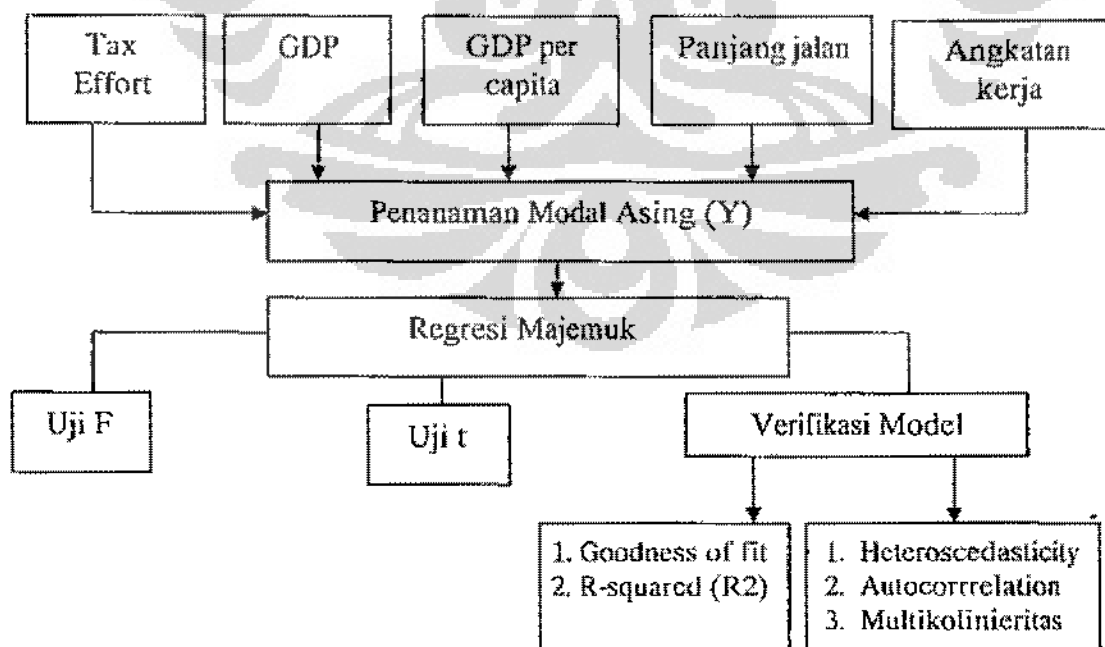 Tax
Effort
GDP
GDP per
capita
Panjang jalan
Angkatan
kerja
Penanaman Modal Asing (Y)
Regresi Majemuk
Uji F
Uji t
Verifikasi Model
1. Goodness of fit
2. R-squared (R2)
1. Heteroscedasticity
2. Autocorrrelation
3. Multikolinieritas